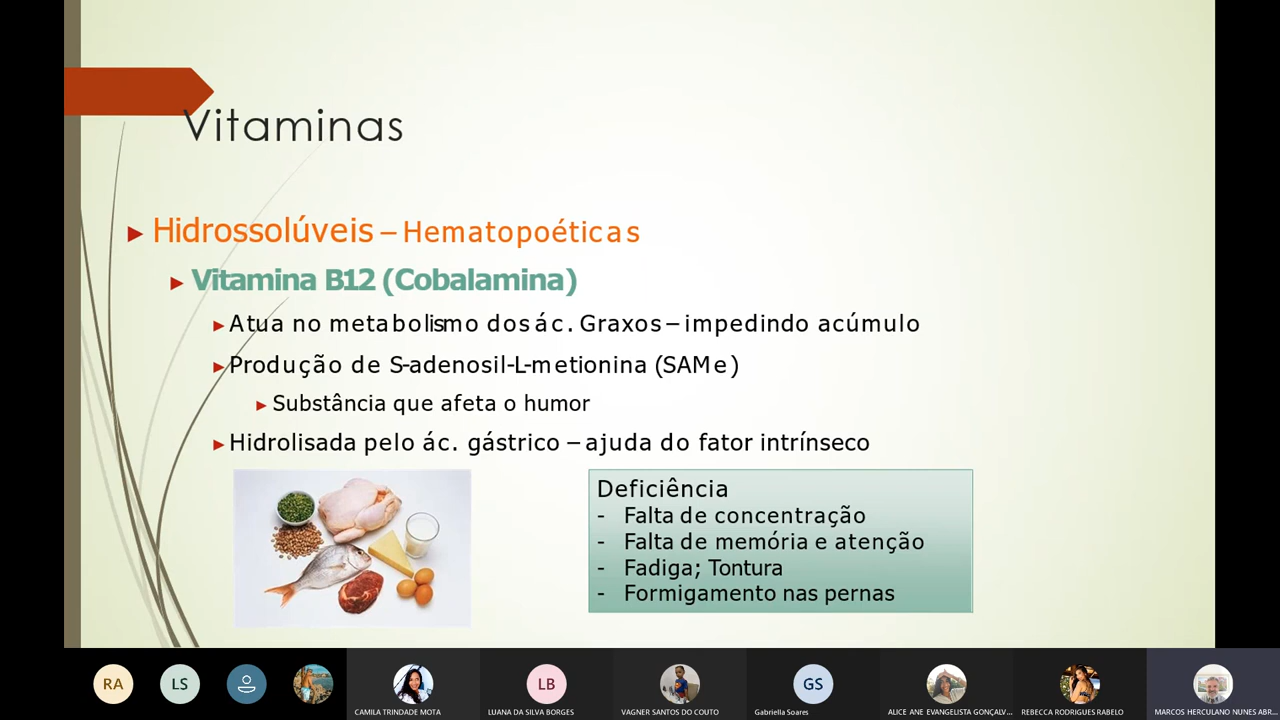 Vitaminas
Hidrossolúveis – Hematopoéticas
Vitamina B12 (Cobalamina)
Atua no metabolismo dos ác. Graxos – impedindo acúmulo
Produção de S-adenosil-L-metionina (SAMe)
Substância que afeta o humor
Hidrolisada pelo ác. gástrico – ajuda do fator intrínseco
Deficiência
- Falta de concentração
- Falta de memória e atenção
- Fadiga; Tontura
- Formigamento nas pernas
RA
LS
LB
GS
CAMILA TRINDADE MOTA
LUANA DA SILVA BORGES
VAGNER SANTOS DO COUTO
Gabriella Soares
ALICE ANE EVANGELISTA GONÇALV...
REBECCA RODRIGUES RABELO
MARCOS HERCULANO NUNES ABR...